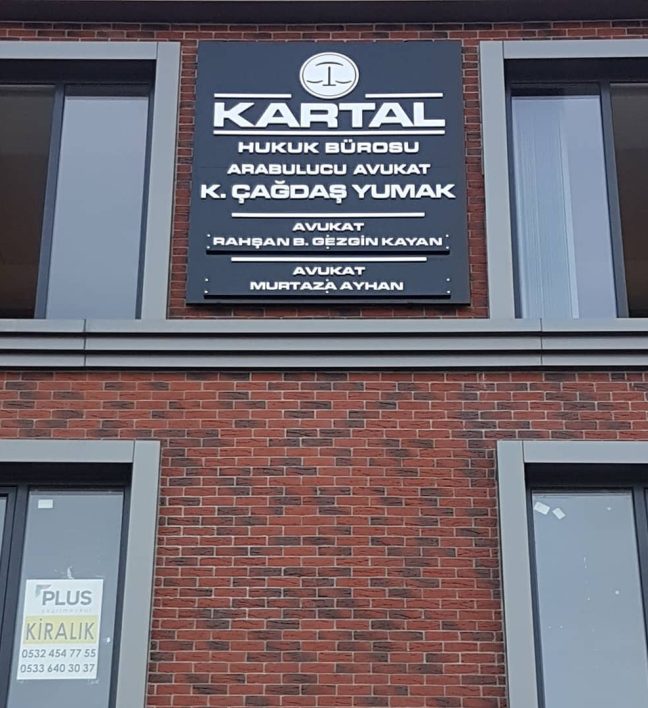 KARTAL
HUKUK BÜROSU
ARABULUCU AVUKAT
K. ÇAĞDAŞ YUMAK
AVUKAT
RAHŞAN B. GEZGİN KAYAN
AVUKAT
MURTAZA AYHAN
PLUS
KİRALIK
0532 454 77 55
0533 640 30 37